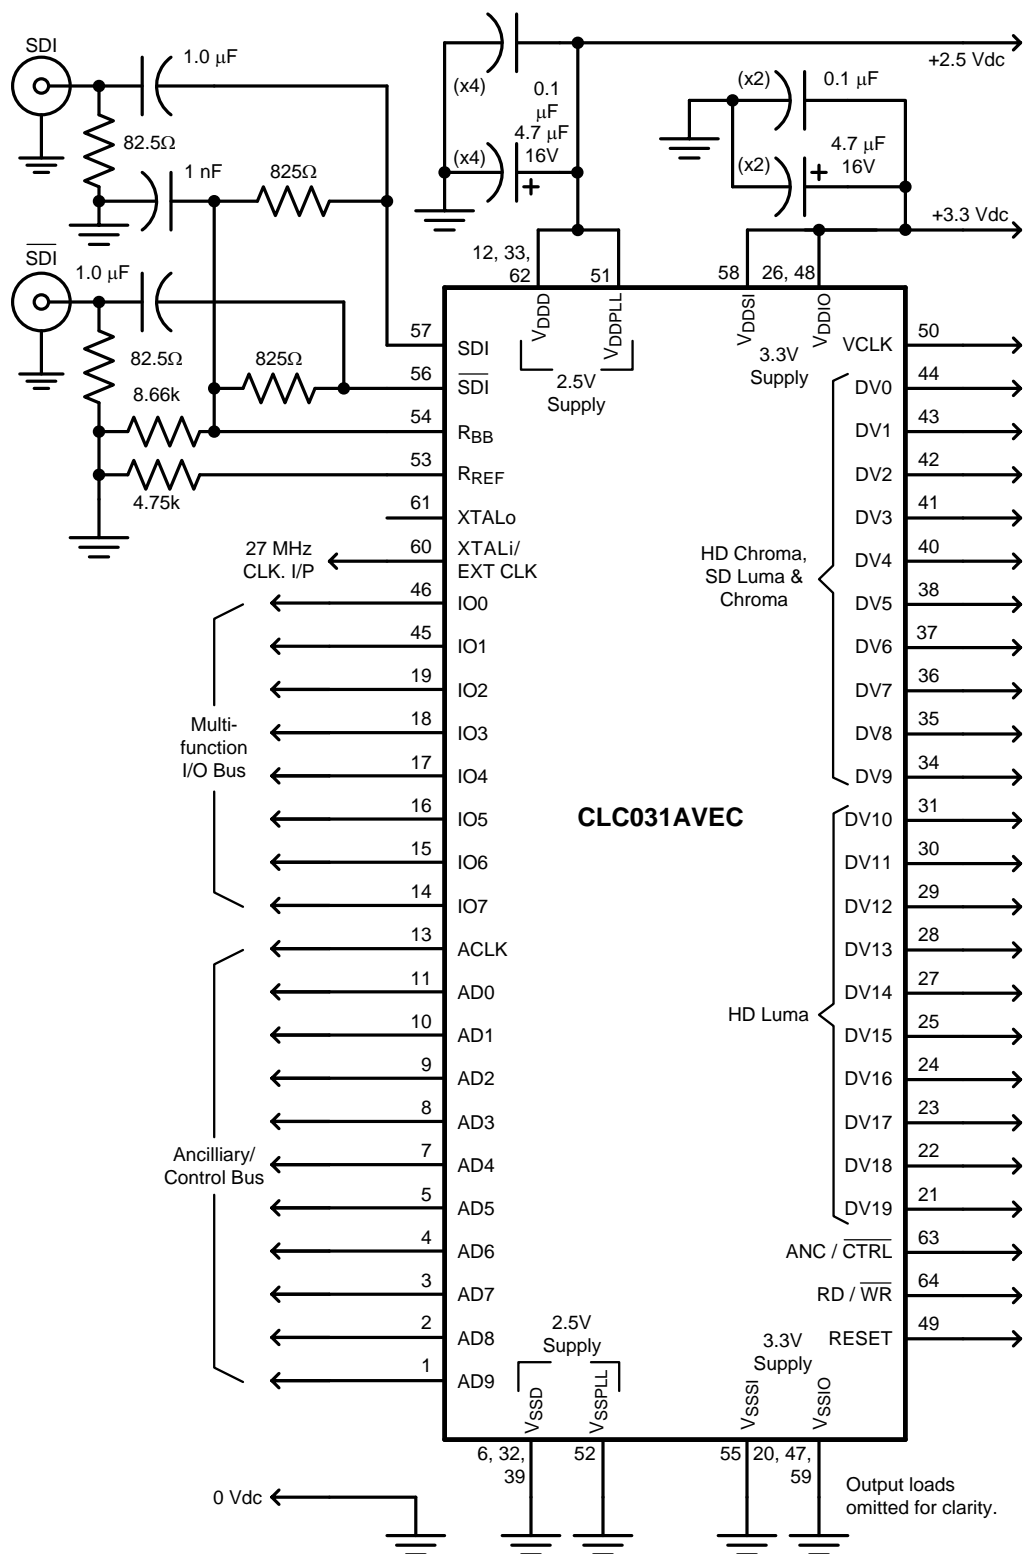 SDI
1.0 μF
82.5Ω
1 nF
825Ω
SDI
1.0 μF
82.5Ω
825Ω
8.66k
4.75k
(x4)
0.1
μF
(x4)
4.7 μF
16V
+
+2.5 Vdc
(x2)
0.1 μF
(x2)
4.7 μF
16V
+
+3.3 Vdc
12, 33,
62
51
58
26, 48
VDDD
VDDPLL
VDDSI
VDDIO
2.5V
Supply
3.3V
Supply
57 SDI
56 SDI
54 RBB
53 RREF
61 XTALo
27 MHz
CLK. I/P
60 XTALi/
EXT CLK
46 IO0
45 IO1
19 IO2
18 IO3
17 IO4
16 IO5
15 IO6
14 IO7
Multi-
function
I/O Bus
13 ACLK
11 AD0
10 AD1
9 AD2
8 AD3
7 AD4
5 AD5
4 AD6
3 AD7
2 AD8
1 AD9
Ancilliary/
Control Bus
CLC031AVEC
VCLK 50
DV0 44
DV1 43
DV2 42
DV3 41
DV4 40
DV5 38
DV6 37
DV7 36
DV8 35
DV9 34
HD Chroma,
SD Luma &
Chroma
DV10 31
DV11 30
DV12 29
DV13 28
DV14 27
DV15 25
DV16 24
DV17 23
DV18 22
DV19 21
HD Luma
ANC / CTRL 63
RD / WR 64
RESET 49
2.5V
Supply
3.3V
Supply
VSSD
VSSPLL
VSSSI
VSSIO
6, 32,
39
52
55
20, 47,
59
0 Vdc
Output loads
omitted for clarity.